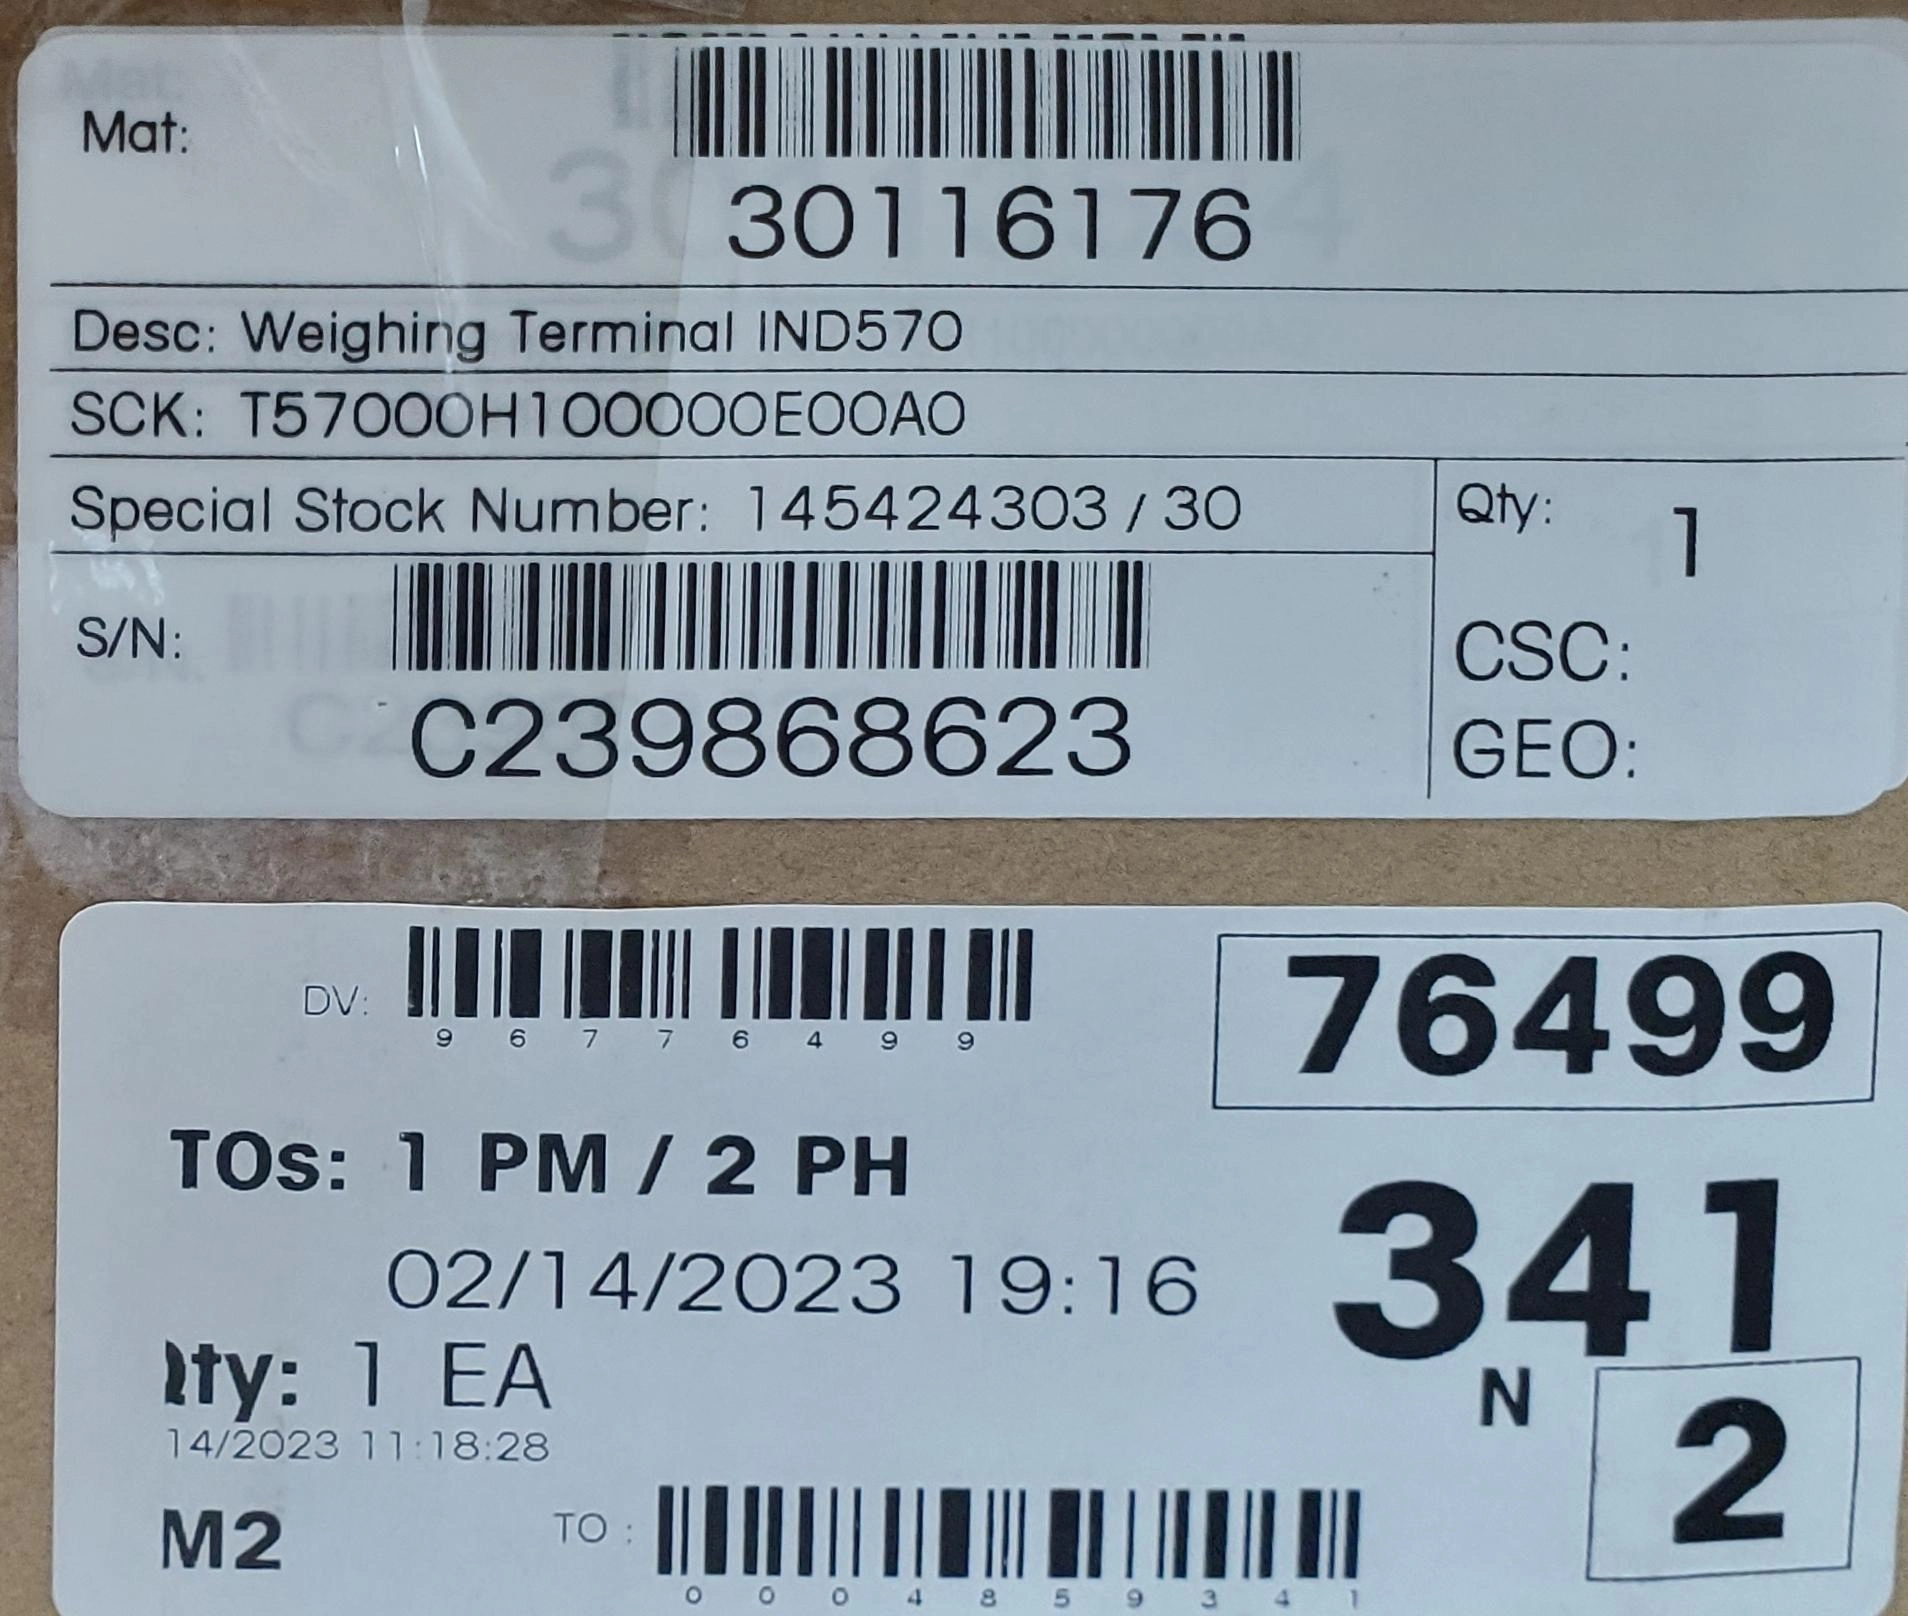 Mat:
30116176
Desc: Weighing Terminal IND570
SCK: T57000H100000E00A0
Special Stock Number: 145424303 / 30
Qty: 1
S/N:
C239868623
CSC:
GEO:
DV:
9 6 7 7 6 4 9 9
76499
TOs: 1 PM / 2 PH
341
02/14/2023 19:16
lty: 1 EA
N
2
14/2023 11:18:28
M2
TO :
0 0 0 4 8 5 9 3 4 1